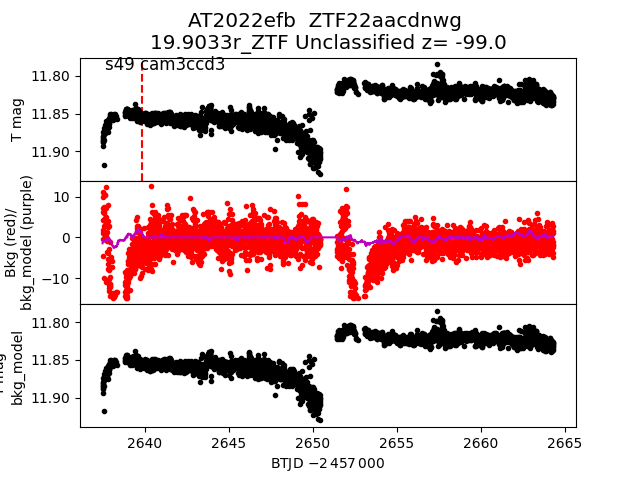 AT2022efb  ZTF22aacdnwg
19.9033r_ZTF Unclassified z= -99.0
s49 cam3ccd3
T mag
11.80
11.85
11.90
Bkg (red)/
bkg_model (purple)
10
0
−10
bkg_model
11.80
11.85
11.90
2640
2645
2650
2655
2660
2665
BTJD −2 457 000